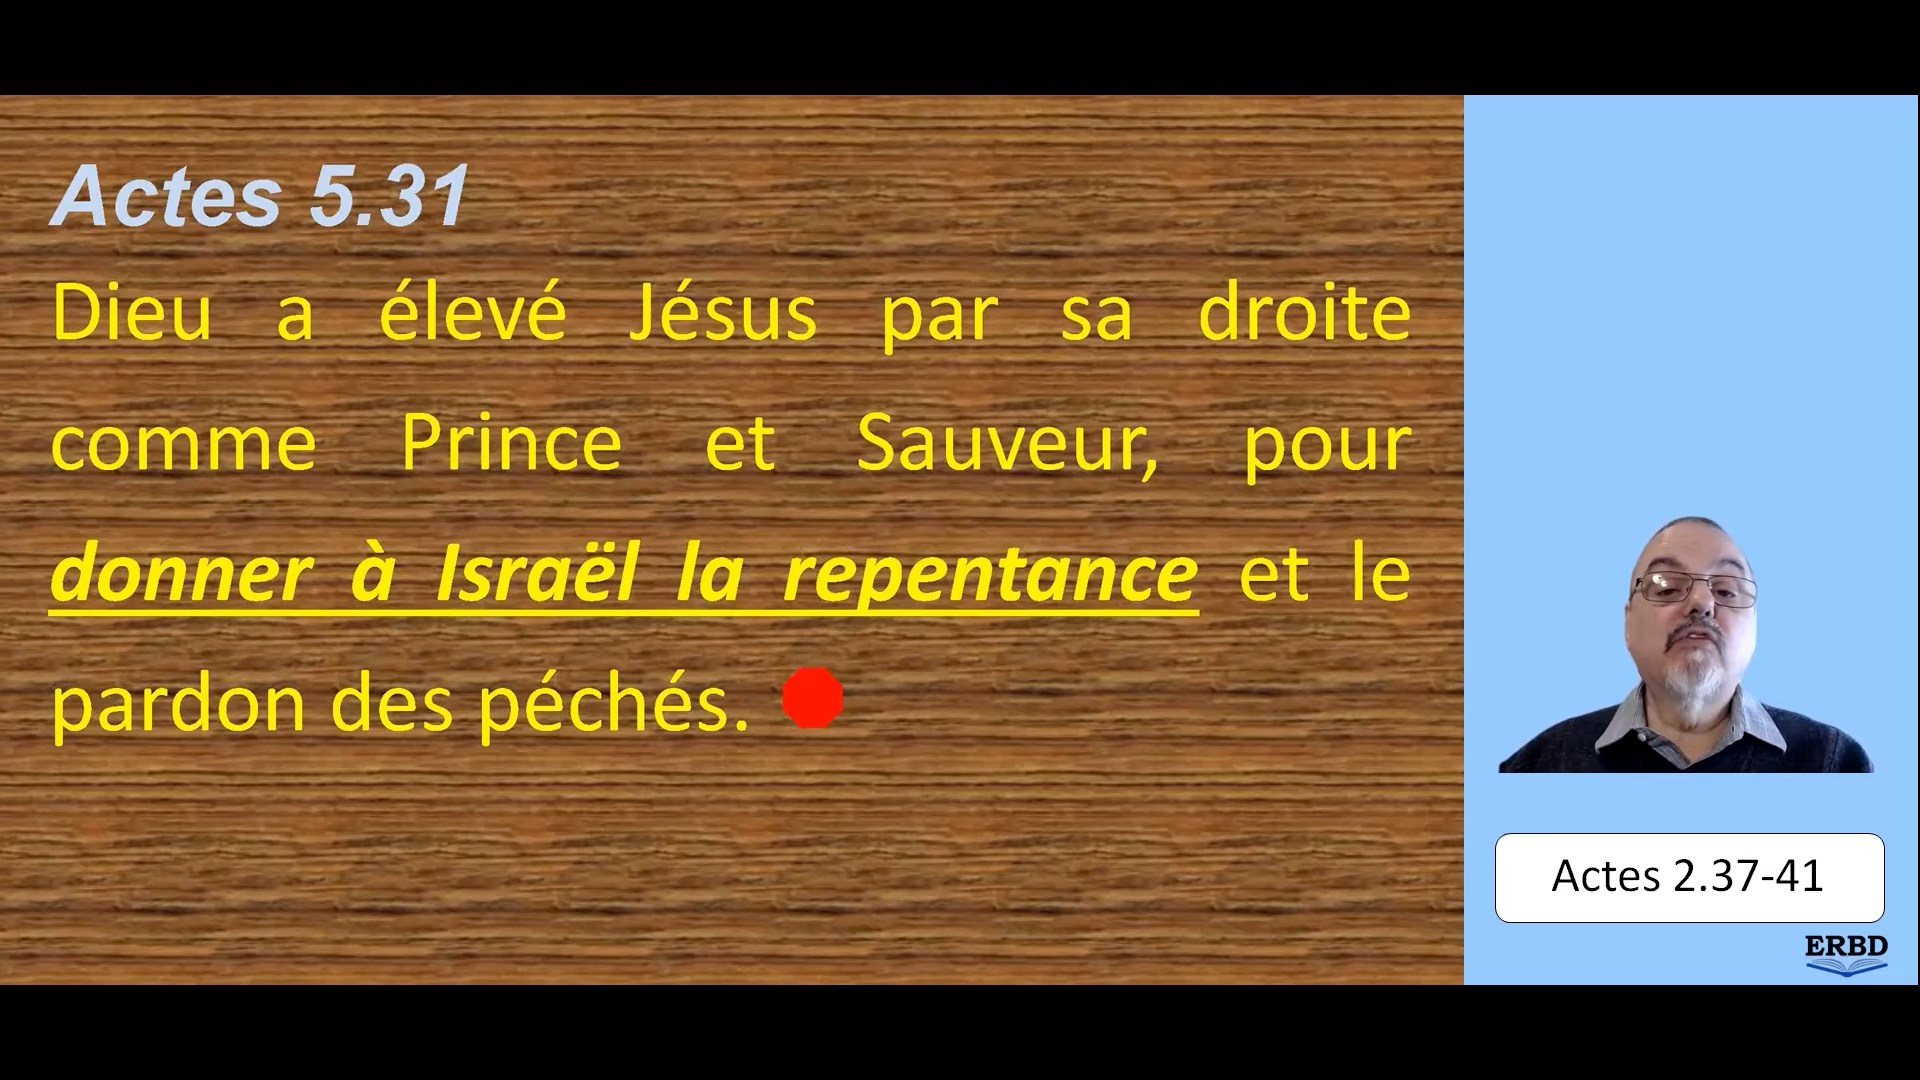 Actes 5.31
Dieu a élevé Jésus par sa droite
comme Prince et Sauveur, pour
donner à Israël la repentance et le
pardon des péchés.
Actes 2.37-41
ERBD